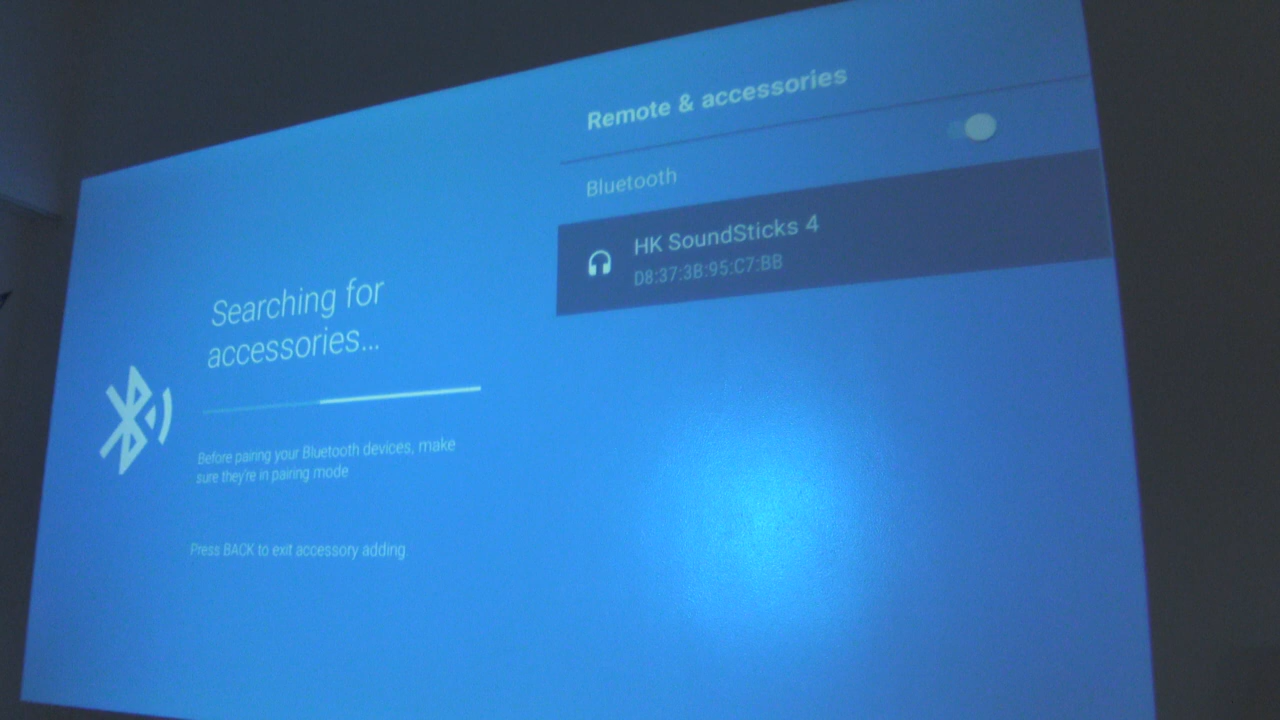 Remote & accessories
Bluetooth
HK SoundSticks 4
D8:37:3B:95:C7:BB
Searching for
accessories...
Before pairing your Bluetooth devices, make
sure they're in pairing mode
Press BACK to exit accessory adding